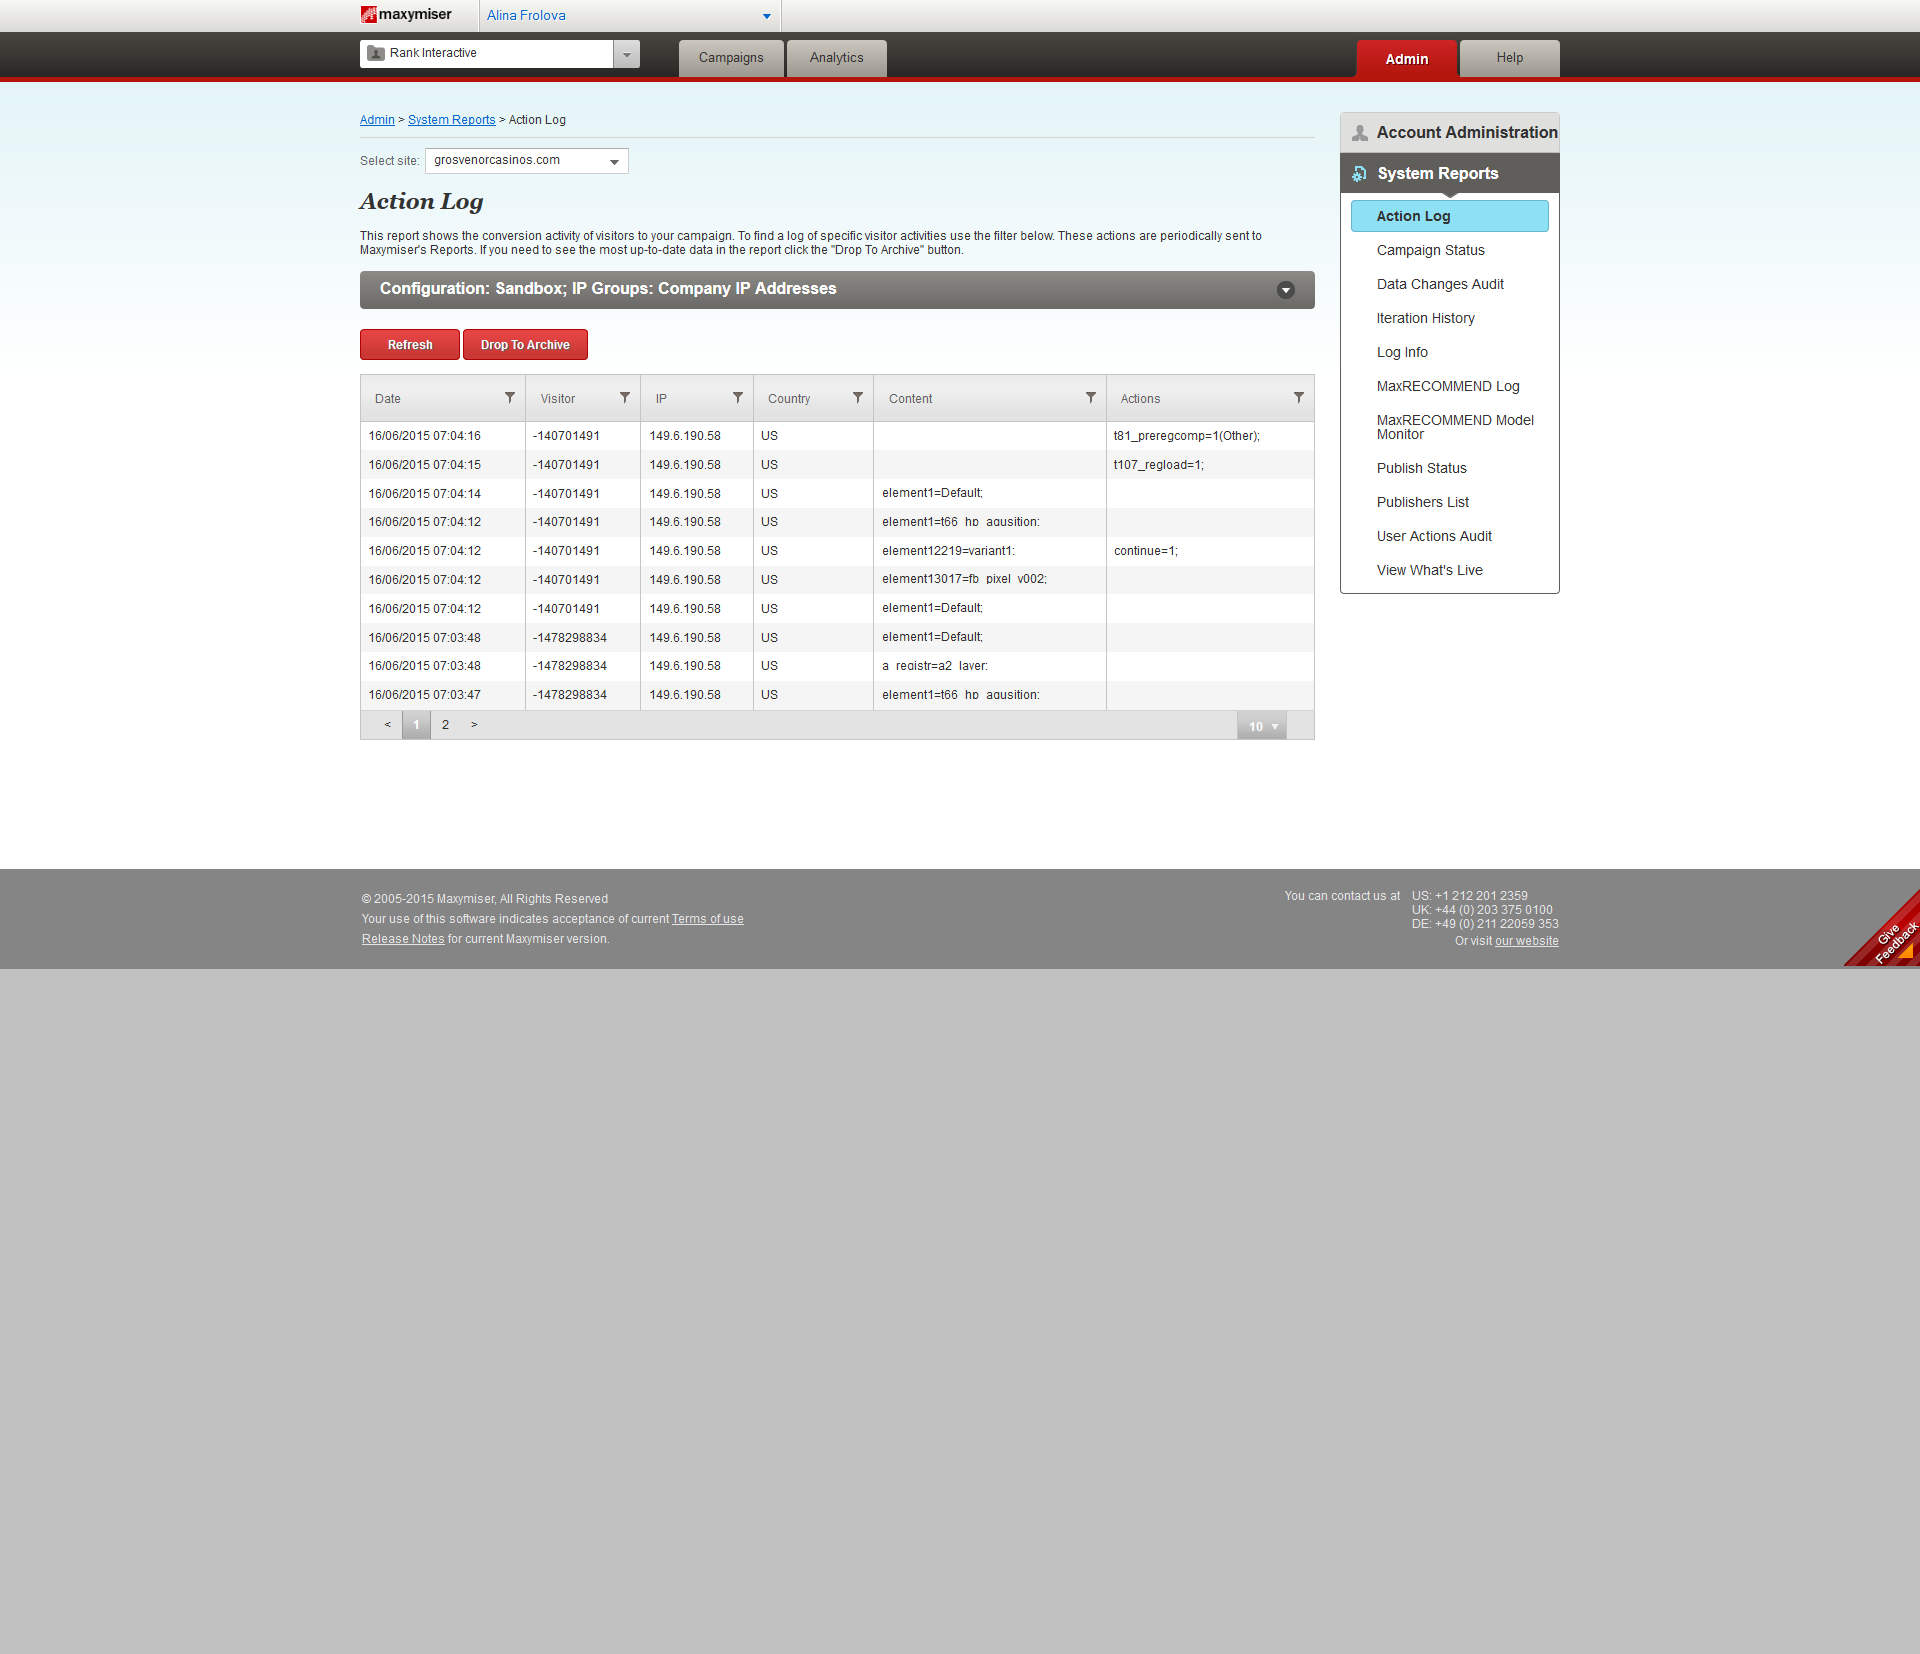 maxymiser
Alina Frolova
Rank Interactive
Campaigns
Analytics
Admin
Help
Admin > System Reports > Action Log
Select site: grosvenorcasinos.com
Action Log
This report shows the conversion activity of visitors to your campaign. To find a log of specific visitor activities use the filter below. These actions are periodically sent to
Maxymiser's Reports. If you need to see the most up-to-date data in the report click the "Drop To Archive" button.
Configuration: Sandbox; IP Groups: Company IP Addresses
Refresh
Drop To Archive
Date Visitor IP Country Content Actions
16/06/2015 07:04:16 -140701491 149.6.190.58 US t81_preregcomp=1(Other);
16/06/2015 07:04:15 -140701491 149.6.190.58 US t107_regload=1;
16/06/2015 07:04:14 -140701491 149.6.190.58 US element1=Default;
16/06/2015 07:04:12 -140701491 149.6.190.58 US element1=t66_hp_aqusition;
16/06/2015 07:04:12 -140701491 149.6.190.58 US element12219=variant1; continue=1;
16/06/2015 07:04:12 -140701491 149.6.190.58 US element13017=fb_pixel_v002;
16/06/2015 07:04:12 -140701491 149.6.190.58 US element1=Default;
16/06/2015 07:03:48 -1478298834 149.6.190.58 US element1=Default;
16/06/2015 07:03:48 -1478298834 149.6.190.58 US a_registr=a2_layer;
16/06/2015 07:03:47 -1478298834 149.6.190.58 US element1=t66_hp_aqusition;
< 1 2 > 10
Account Administration
System Reports
Action Log
Campaign Status
Data Changes Audit
Iteration History
Log Info
MaxRECOMMEND Log
MaxRECOMMEND Model
Monitor
Publish Status
Publishers List
User Actions Audit
View What's Live
© 2005-2015 Maxymiser, All Rights Reserved
Your use of this software indicates acceptance of current Terms of use
Release Notes for current Maxymiser version.
You can contact us at US: +1 212 201 2359
UK: +44 (0) 203 375 0100
DE: +49 (0) 211 22059 353
Or visit our website
Give
Feedback